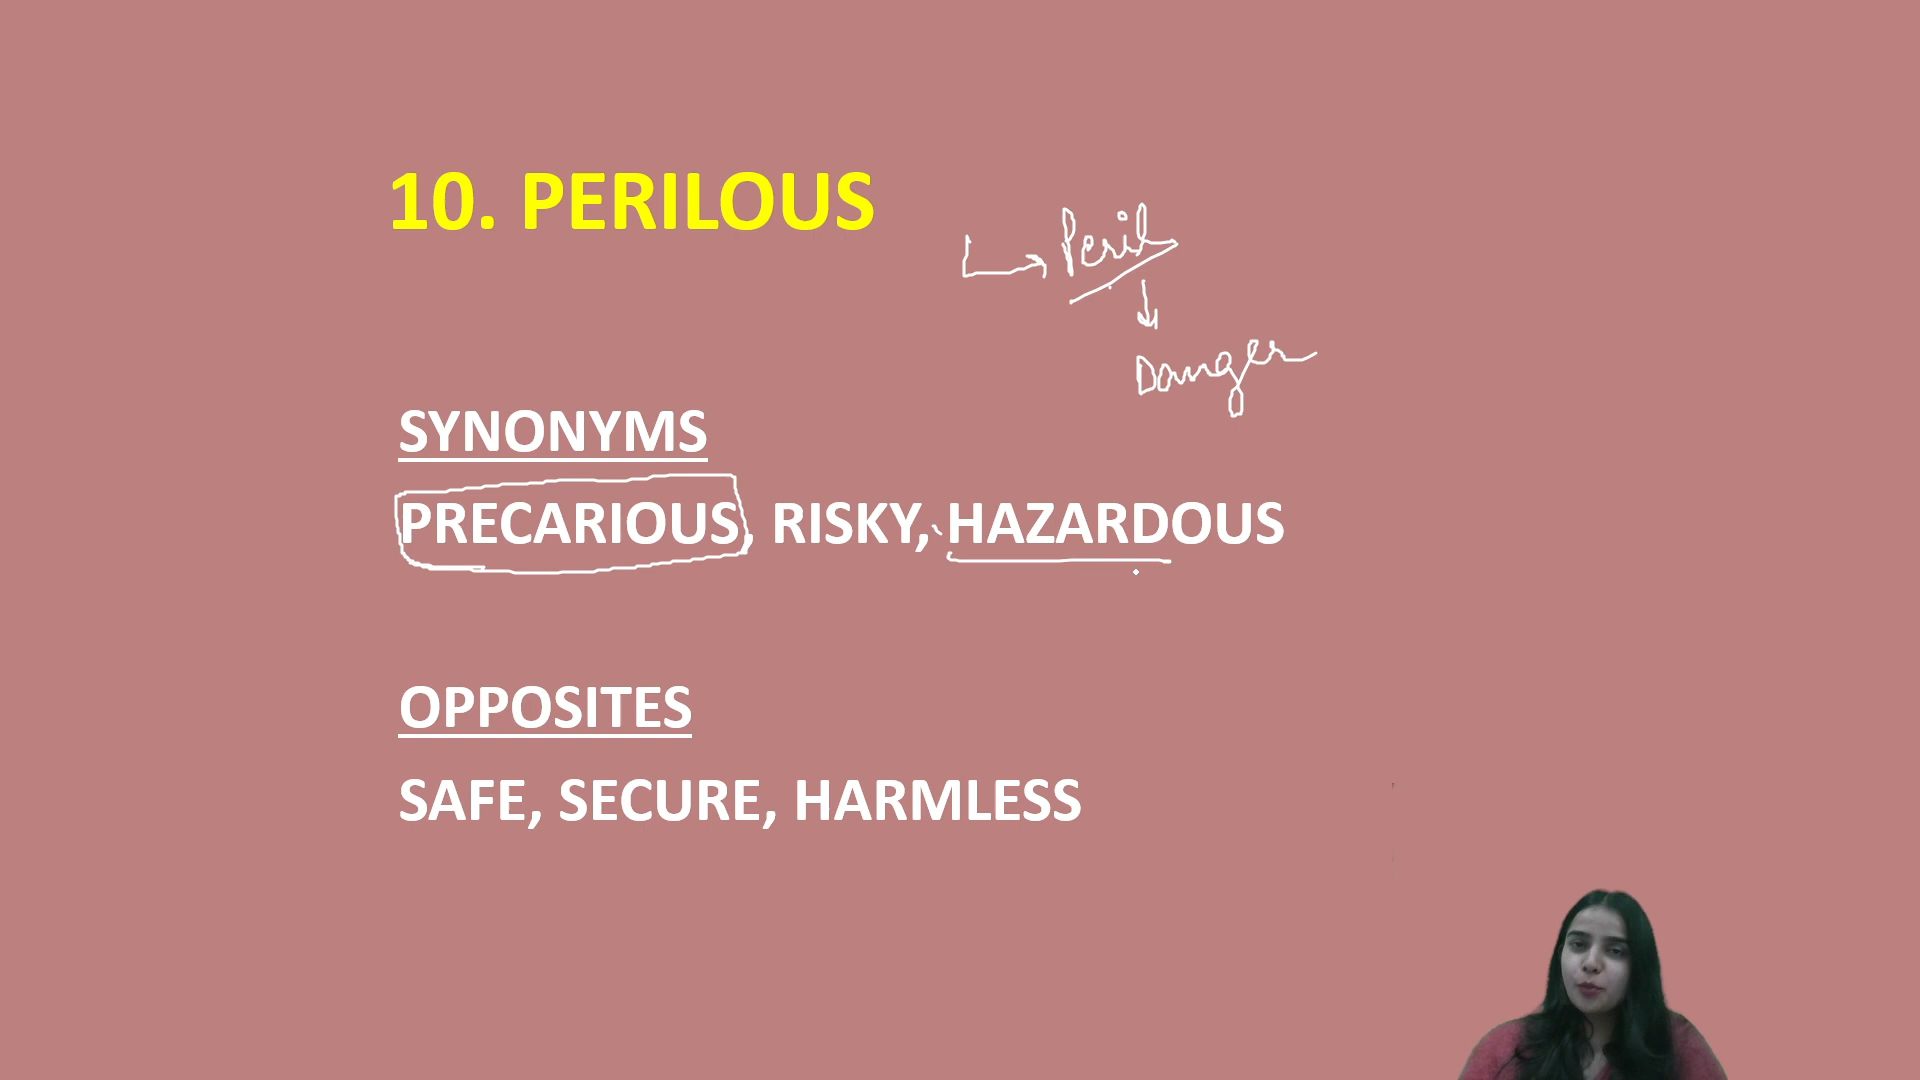 10. PERILOUS
Peril
Danger
SYNONYMS
PRECARIOUS, RISKY, HAZARDOUS
OPPOSITES
SAFE, SECURE, HARMLESS